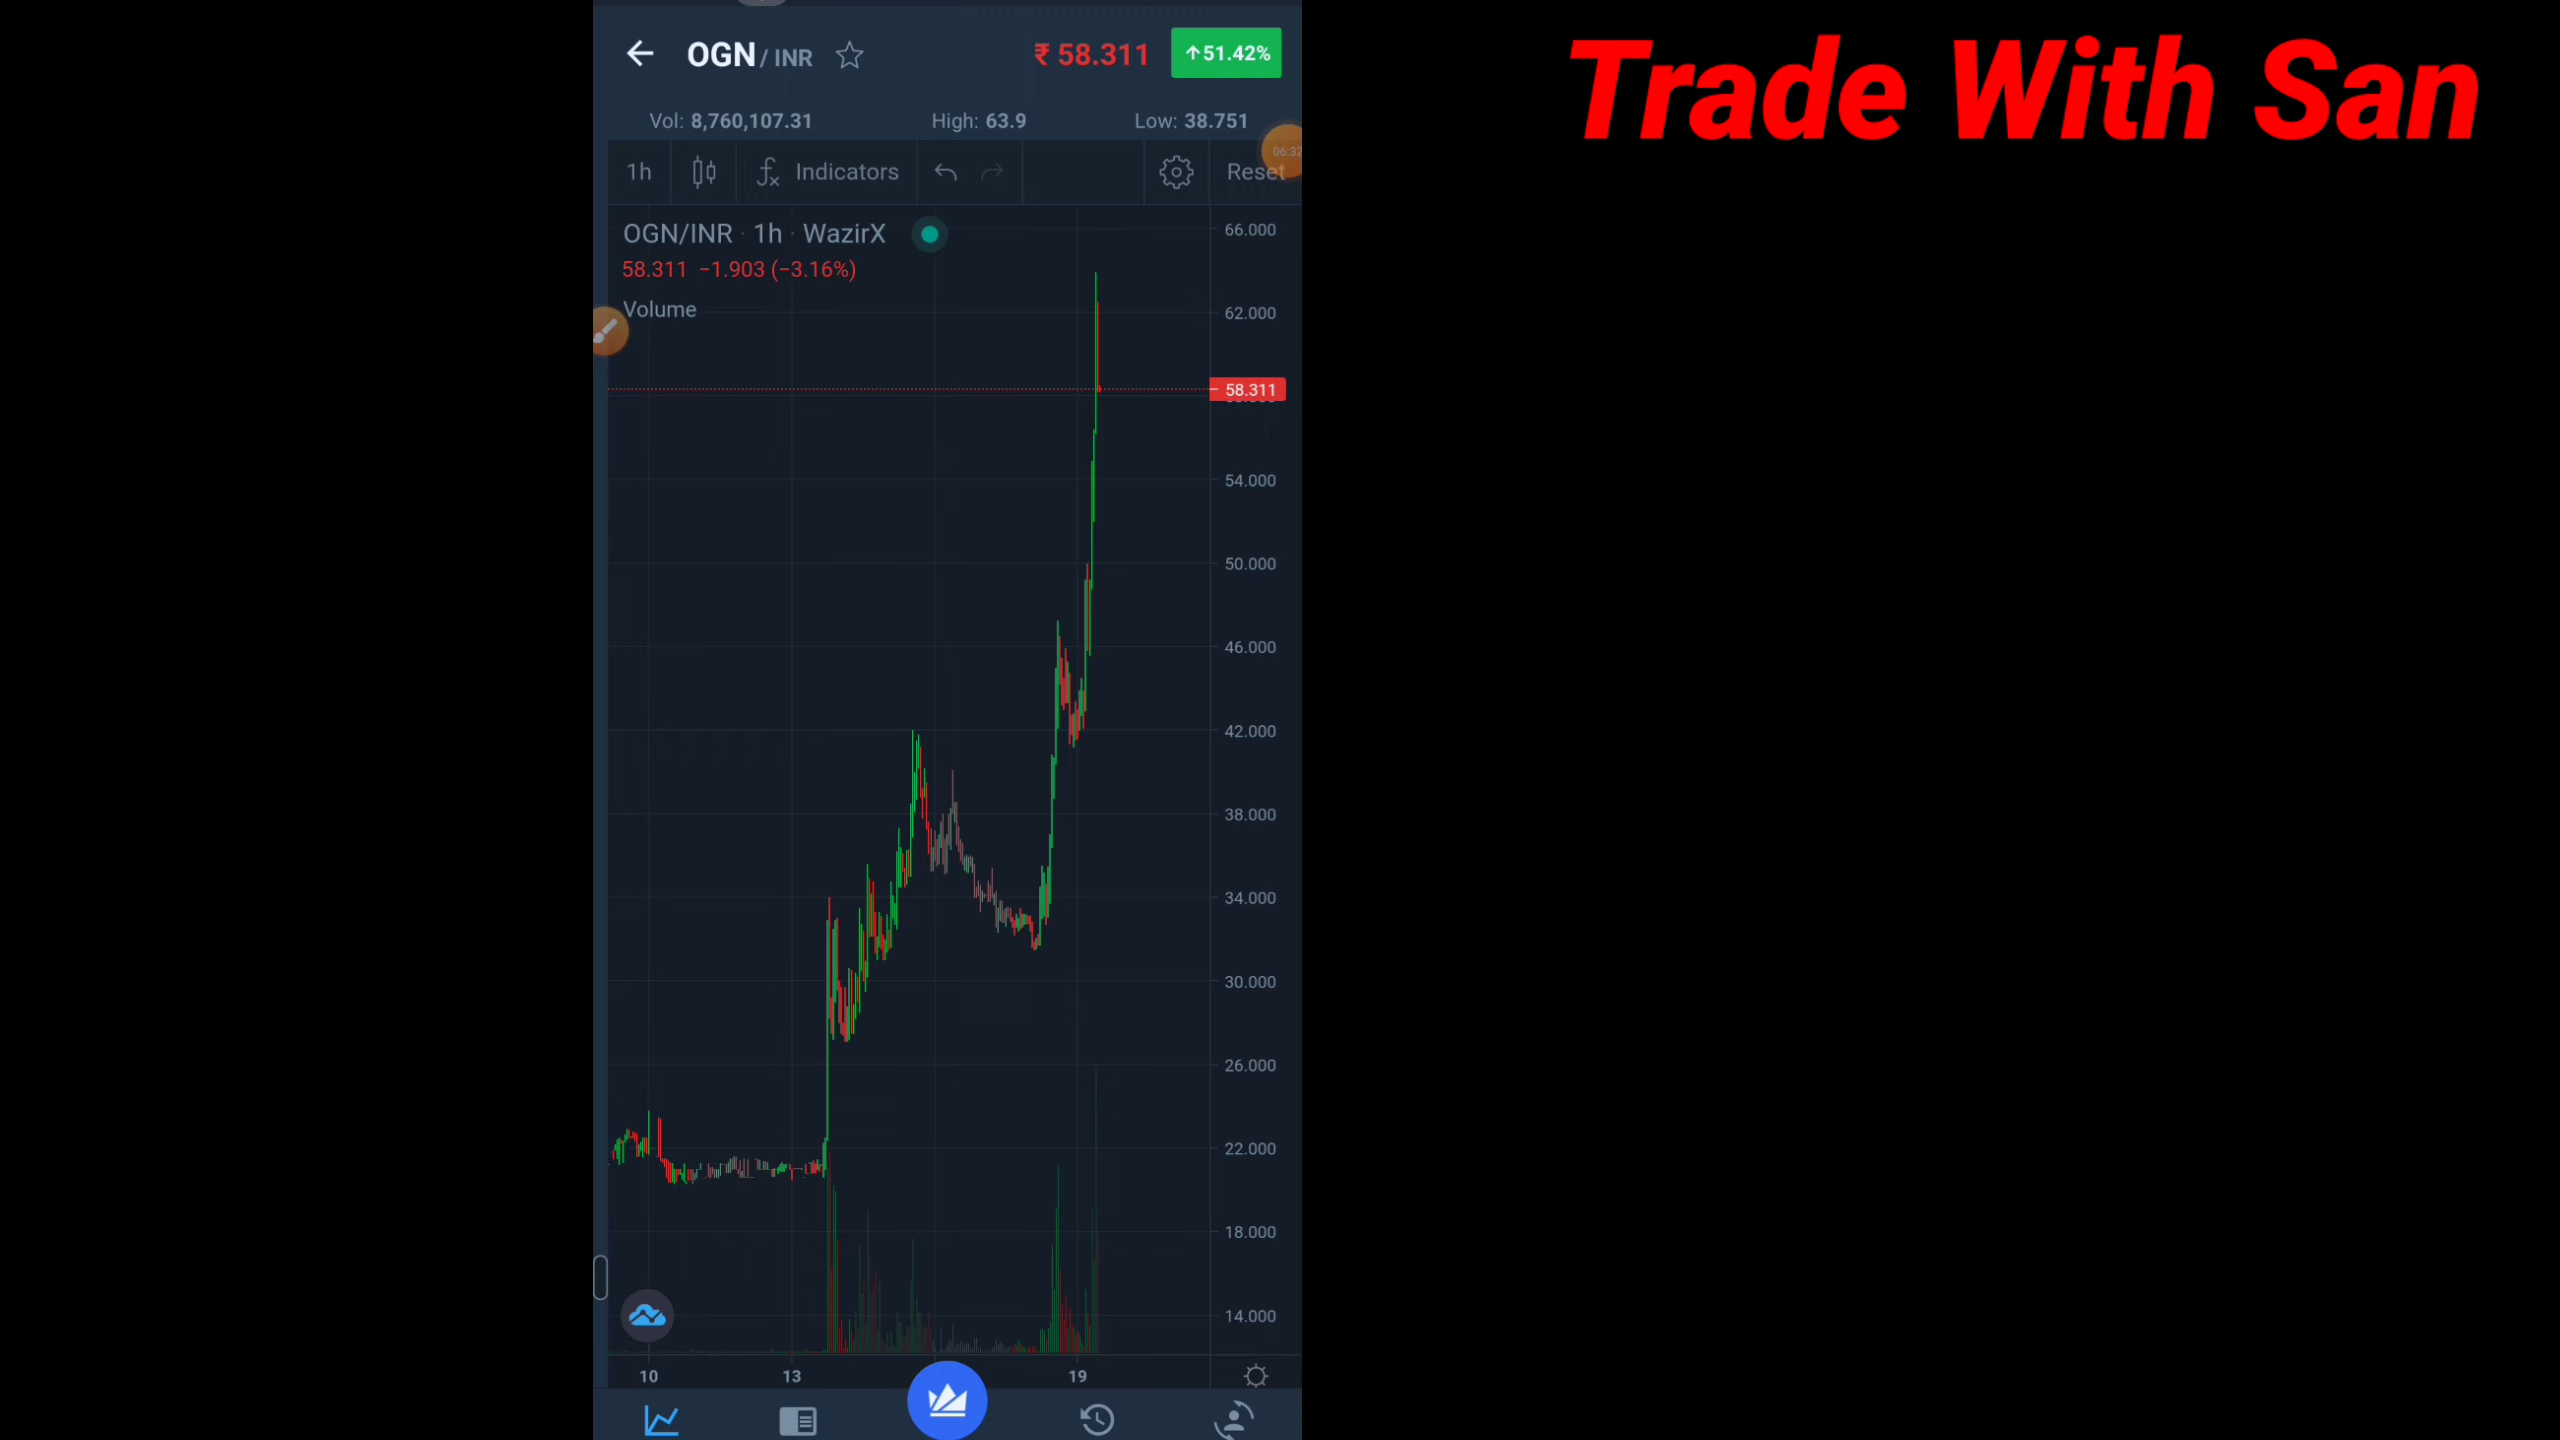 Trade With San
OGN / INR ₹ 58.311 ↑51.42%
Vol: 8,760,107.31 High: 63.9 Low: 38.751
06:32
1h Indicators Reset
OGN/INR · 1h · WazirX
58.311 −1.903 (−3.16%)
Volume
66.000
62.000
58.311
54.000
50.000
46.000
42.000
38.000
34.000
30.000
26.000
22.000
18.000
14.000
10 13 19